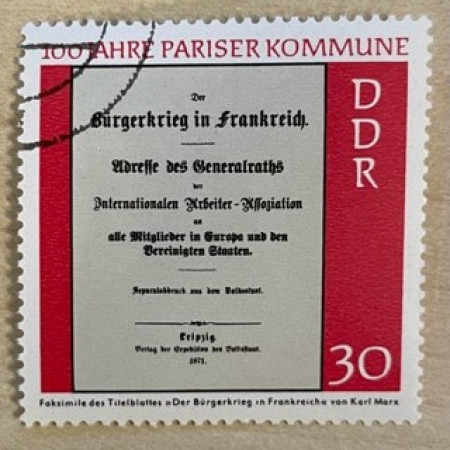 100 JAHRE PARISER KOMMUNE
DDR
Der
Bürgerkrieg in Frankreich.
Adresse des Generalraths
der
Internationalen Arbeiter-Assoziation
an
alle Mitglieder in Europa und den
Vereinigten Staaten.
Separatabdruck aus dem Volksstaat.
Leipzig.
Verlag der Expedition des Volksstaat.
1871.
30
Faksimile des Titelblattes »Der Bürgerkrieg in Frankreich« von Karl Marx